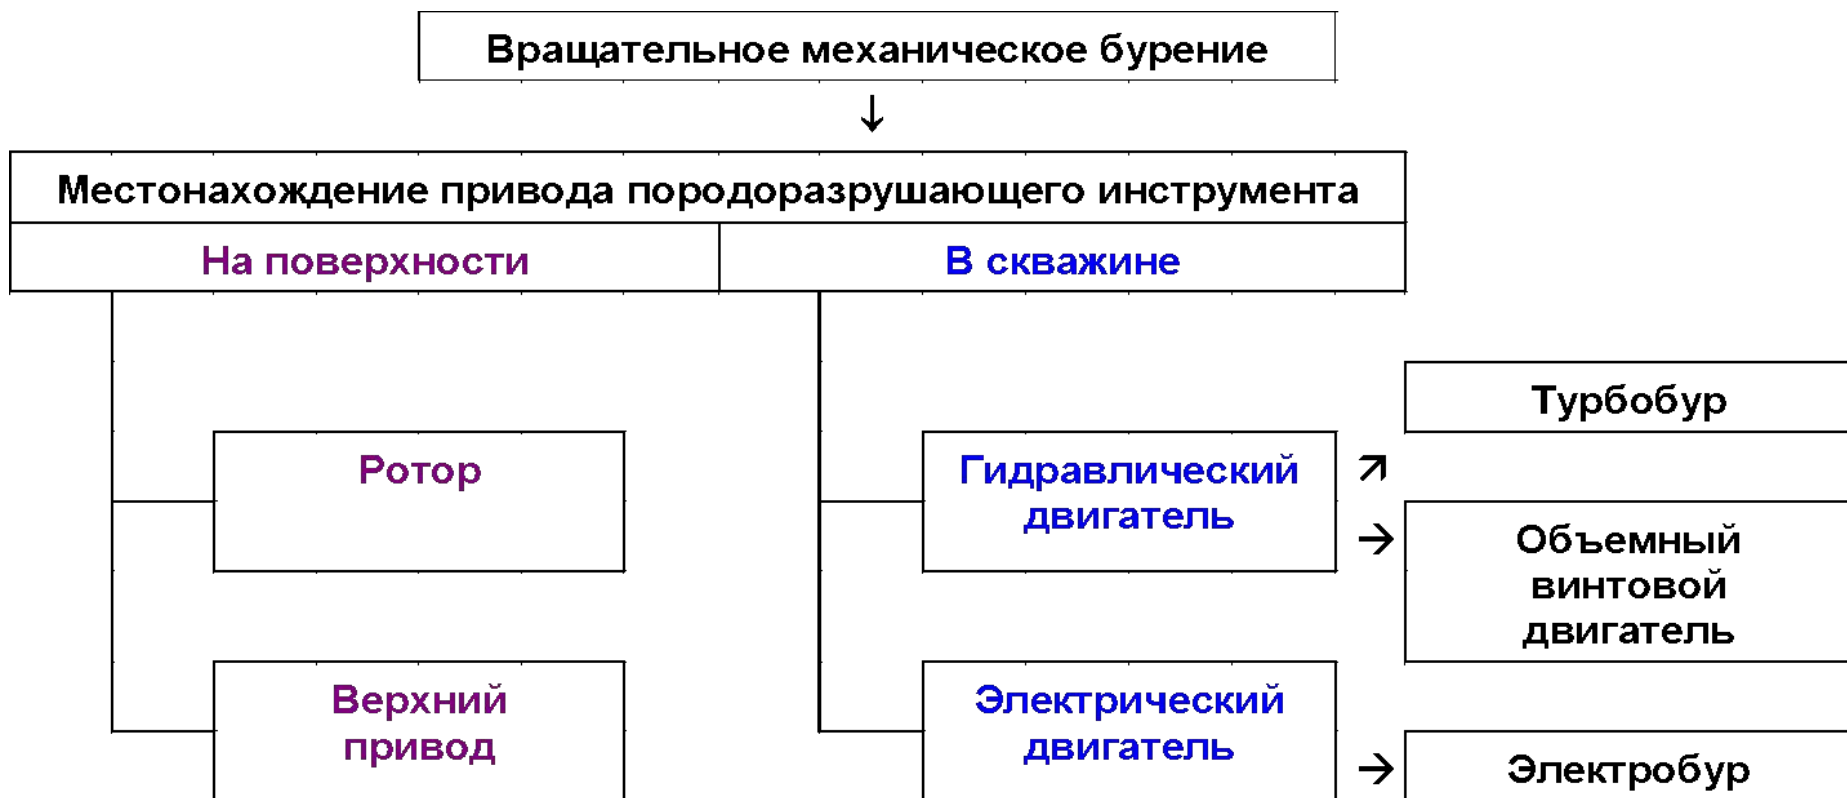 Вращательное механическое бурение
↓
Местонахождение привода породоразрушающего инструмента
На поверхности
В скважине
Ротор
Верхний
привод
Гидравлический
двигатель
↗
→
Турбобур
Объемный
винтовой
двигатель
Электрический
двигатель
→
Электробур